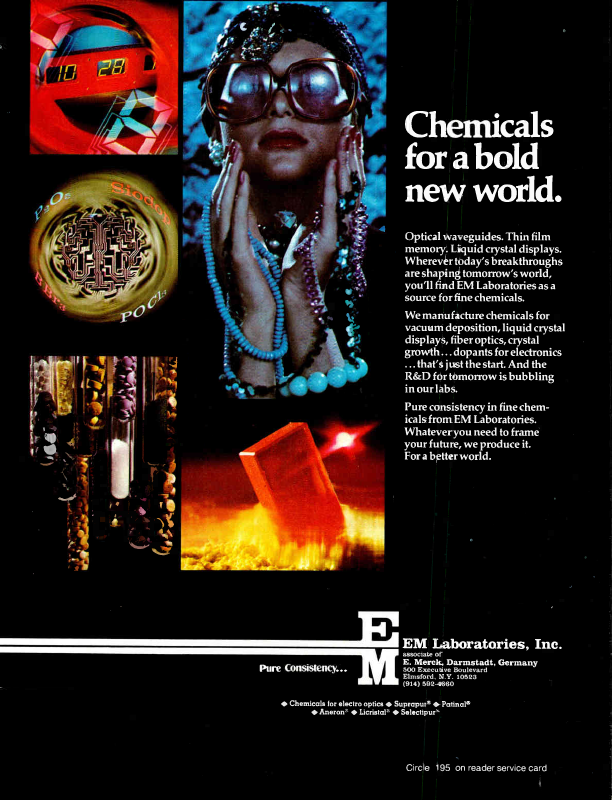 10 28
P₂O₅
Siodop
BBr₃
POCl₃
Chemicals
for a bold
new world.
Optical waveguides. Thin film
memory. Liquid crystal displays.
Wherever today's breakthroughs
are shaping tomorrow's world,
you'll find EM Laboratories as a
source for fine chemicals.
We manufacture chemicals for
vacuum deposition, liquid crystal
displays, fiber optics, crystal
growth...dopants for electronics
...that's just the start. And the
R&D for tomorrow is bubbling
in our labs.
Pure consistency in fine chem-
icals from EM Laboratories.
Whatever you need to frame
your future, we produce it.
For a better world.
EM
EM Laboratories, Inc.
associate of
E. Merck, Darmstadt, Germany
500 Executive Boulevard
Elmsford, N.Y. 10523
(914) 592-4660
Pure Consistency...
❖ Chemicals for electro optics ❖ Suprapur® ❖ Patinal®
❖ Aneron® ❖ Licristal® ❖ Selectipur™
Circle 195 on reader service card